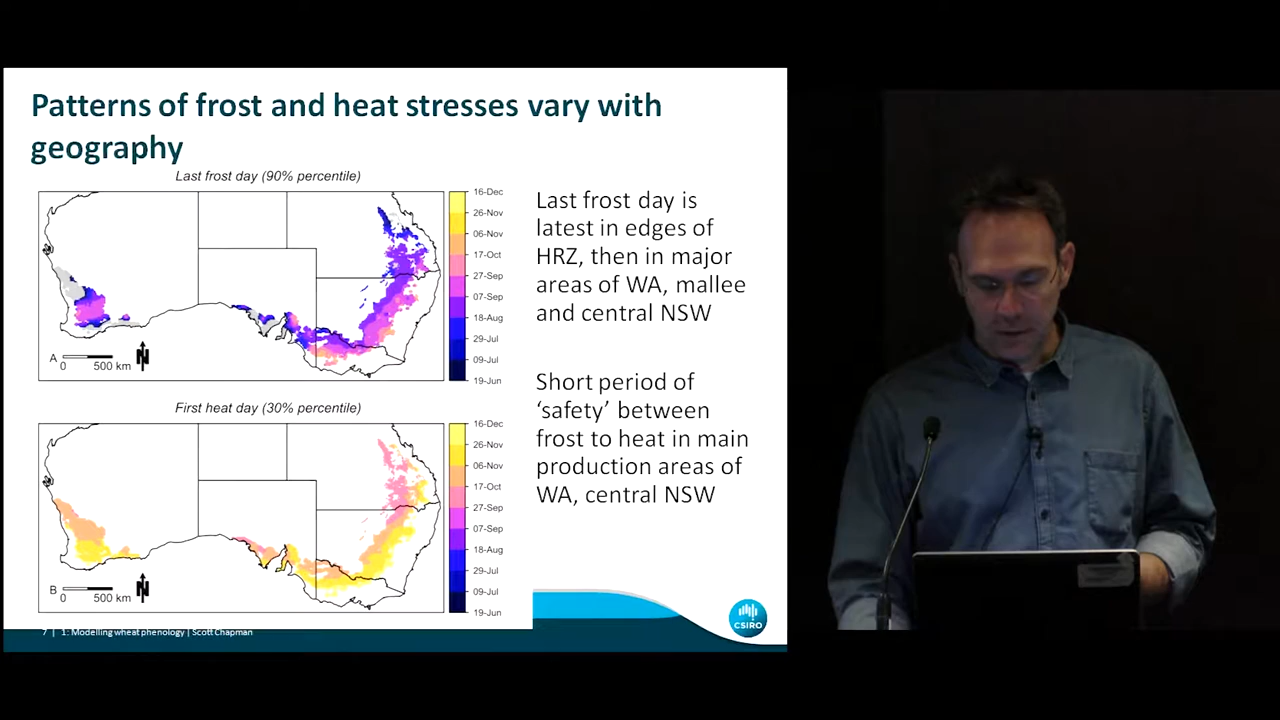 Patterns of frost and heat stresses vary with
geography
Last frost day (90% percentile)
16-Dec
26-Nov
06-Nov
17-Oct
27-Sep
07-Sep
18-Aug
29-Jul
09-Jul
19-Jun
A
0 500 km
N
Last frost day is
latest in edges of
HRZ, then in major
areas of WA, mallee
and central NSW
First heat day (30% percentile)
16-Dec
26-Nov
06-Nov
17-Oct
27-Sep
07-Sep
18-Aug
29-Jul
09-Jul
19-Jun
B
0 500 km
N
Short period of
‘safety’ between
frost to heat in main
production areas of
WA, central NSW
7 | 1: Modelling wheat phenology | Scott Chapman
CSIRO